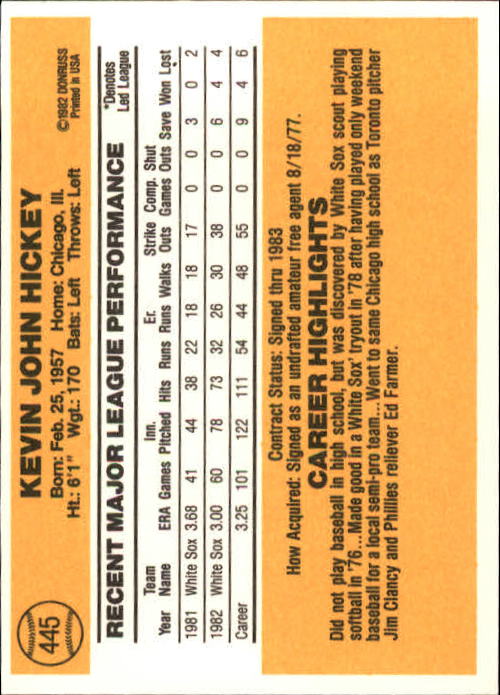 445
KEVIN JOHN HICKEY
Born: Feb. 25, 1957 Home: Chicago, Ill.
Ht.: 6'1" Wgt.: 170 Bats: Left Throws: Left
©1982 DONRUSS
Printed in USA
RECENT MAJOR LEAGUE PERFORMANCE
*Denotes
Led League
Team Inn. Er. Strike Comp. Shut
Year Name ERA Games Pitched Hits Runs Runs Walks Outs Games Outs Save Won Lost
1981 White Sox 3.68 41 44 38 22 18 18 17 0 0 3 0 2
1982 White Sox 3.00 60 78 73 32 26 30 38 0 0 6 4 4
Career 3.25 101 122 111 54 44 48 55 0 0 9 4 6
Contract Status: Signed thru 1983
How Acquired: Signed as an undrafted amateur free agent 8/18/77.
CAREER HIGHLIGHTS
Did not play baseball in high school, but was discovered by White Sox scout playing
softball in '76...Made good in a White Sox' tryout in '78 after having played only weekend
baseball for a local semi-pro team... Went to same Chicago high school as Toronto pitcher
Jim Clancy and Phillies reliever Ed Farmer.